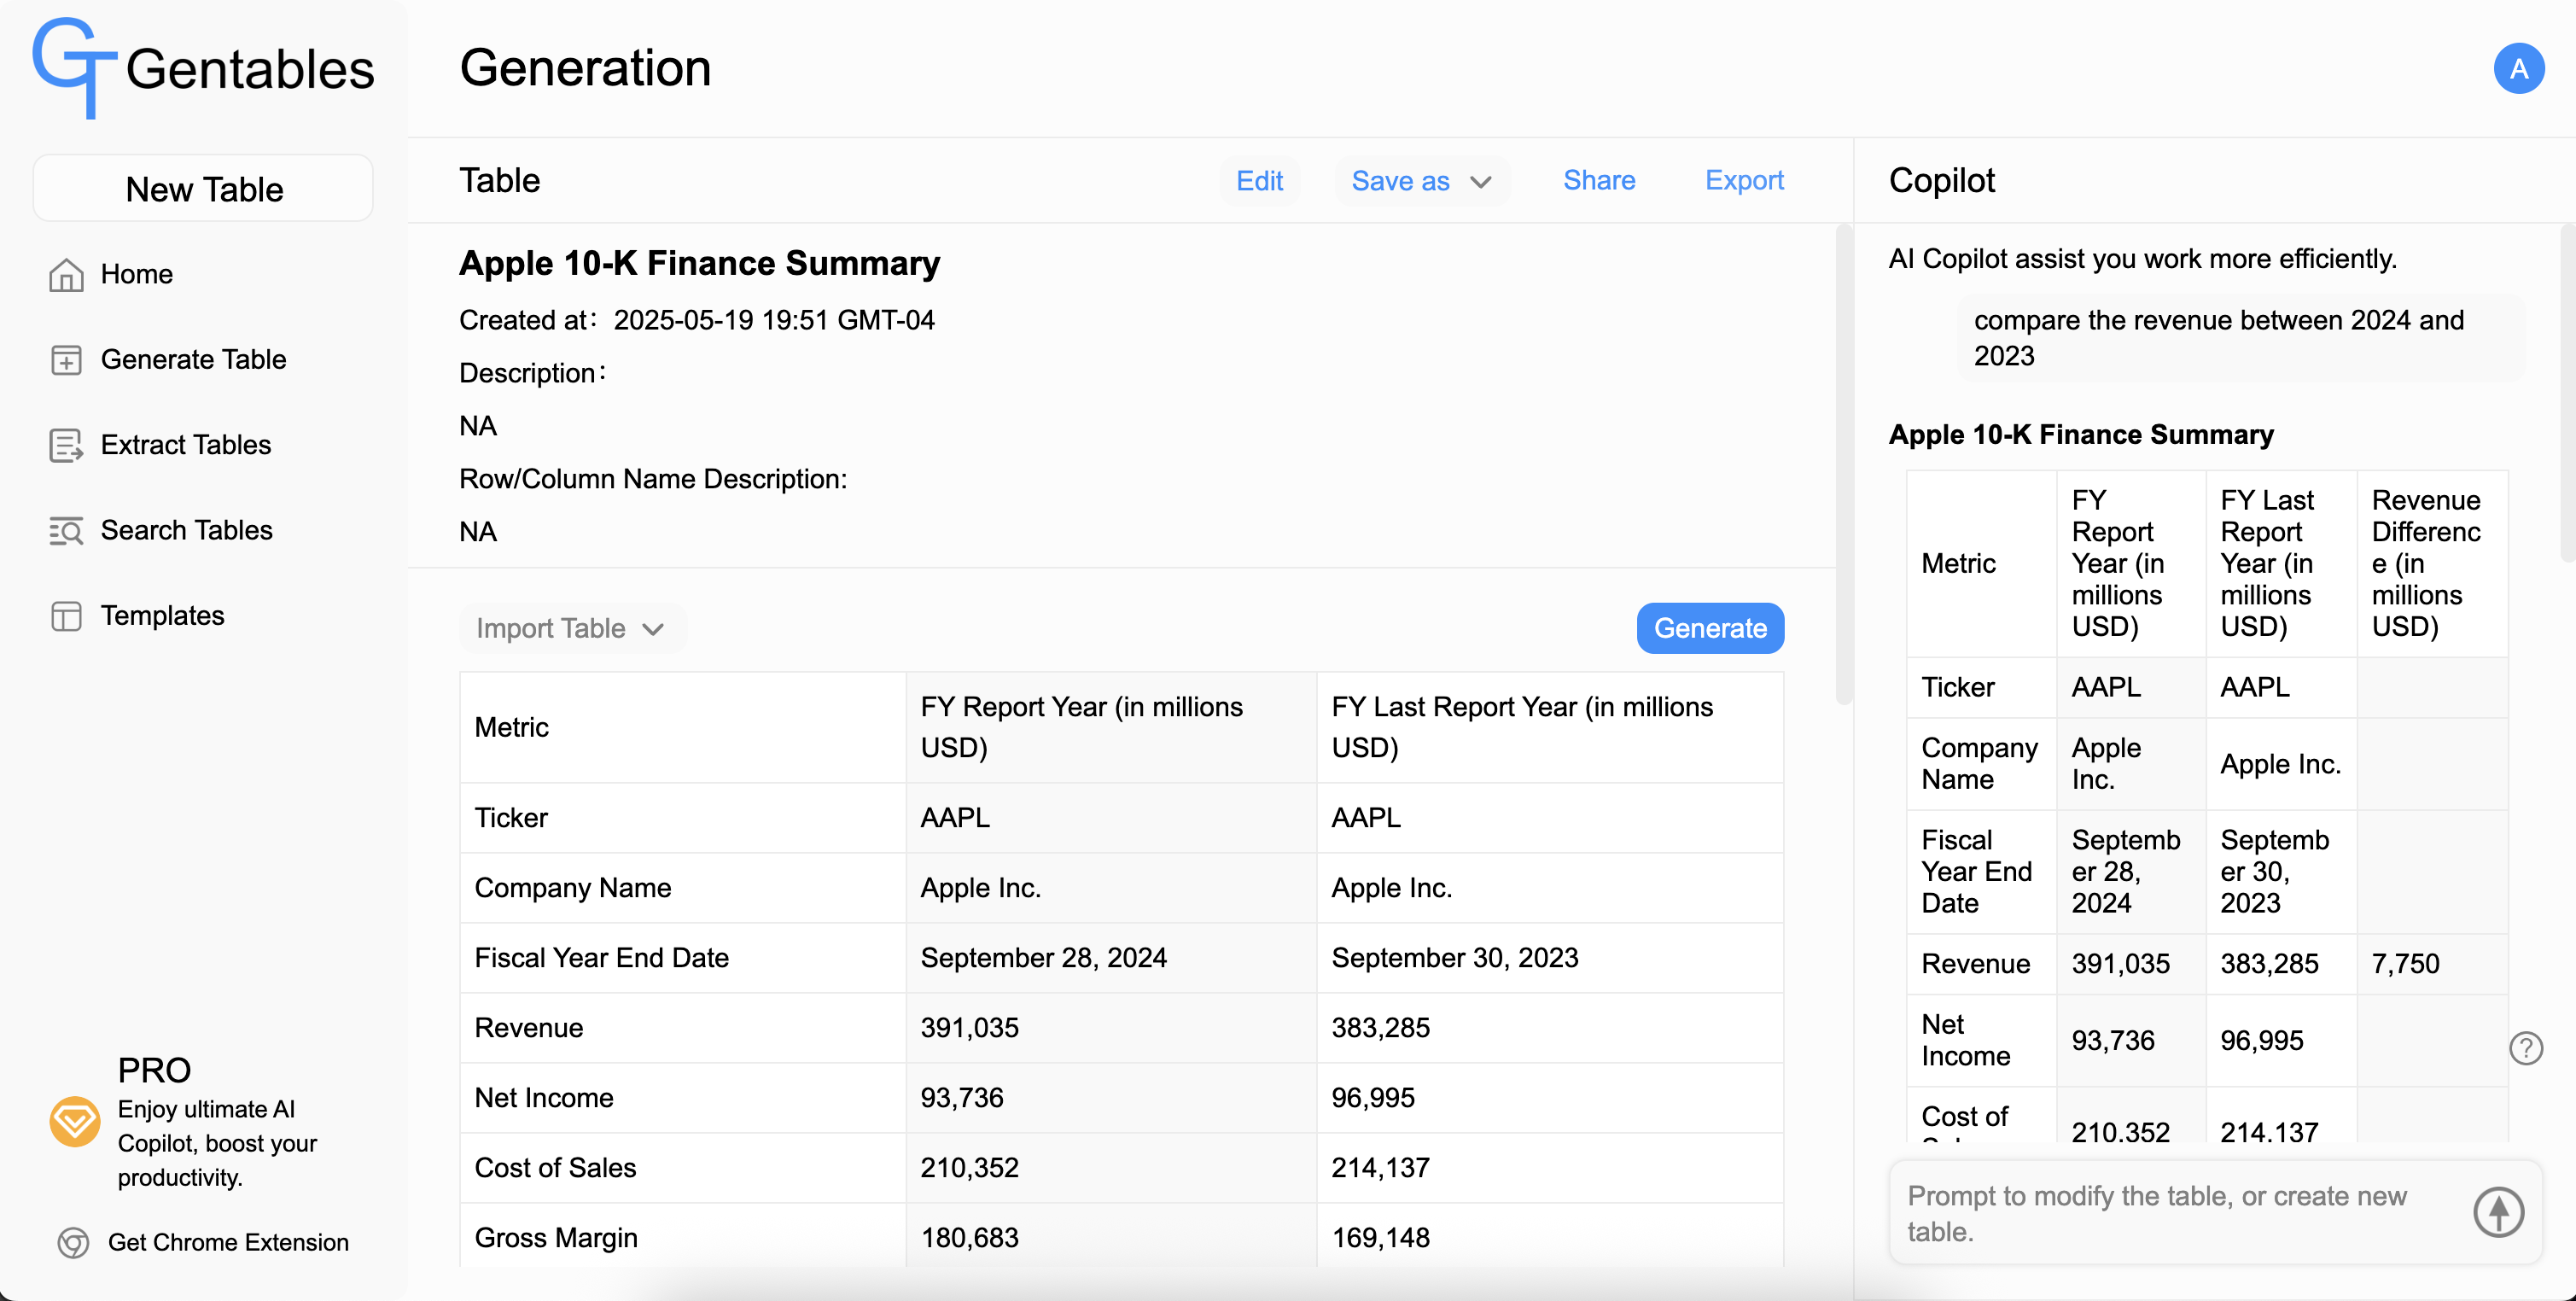 GT Gentables
New Table
Home
Generate Table
Extract Tables
Search Tables
Templates
PRO
Enjoy ultimate AI
Copilot, boost your
productivity.
Get Chrome Extension
Generation
A
Table
Edit
Save as
Share
Export
Apple 10-K Finance Summary
Created at: 2025-05-19 19:51 GMT-04
Description:
NA
Row/Column Name Description:
NA
Import Table
Generate
Metric
FY Report Year (in millions
USD)
FY Last Report Year (in millions
USD)
Ticker AAPL AAPL
Company Name Apple Inc. Apple Inc.
Fiscal Year End Date September 28, 2024 September 30, 2023
Revenue 391,035 383,285
Net Income 93,736 96,995
Cost of Sales 210,352 214,137
Gross Margin 180,683 169,148
Copilot
AI Copilot assist you work more efficiently.
compare the revenue between 2024 and
2023
Apple 10-K Finance Summary
Metric
FY
Report
Year (in
millions
USD)
FY Last
Report
Year (in
millions
USD)
Revenue
Differenc
e (in
millions
USD)
Ticker AAPL AAPL
Company
Name
Apple
Inc.
Apple Inc.
Fiscal
Year End
Date
Septemb
er 28,
2024
Septemb
er 30,
2023
Revenue 391,035 383,285 7,750
Net
Income
93,736 96,995
Cost of
210,352 214,137
?
Prompt to modify the table, or create new
table.